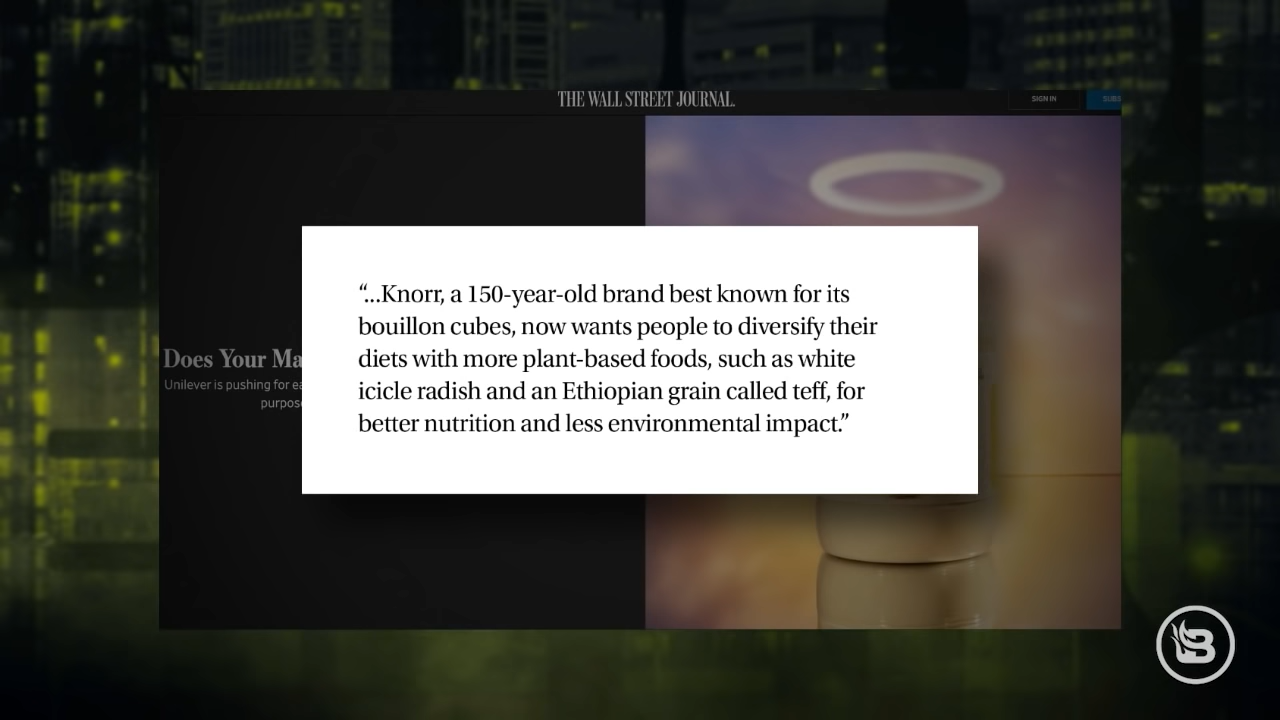 THE WALL STREET JOURNAL.
SIGN IN
SUBS
“...Knorr, a 150-year-old brand best known for its
bouillon cubes, now wants people to diversify their
diets with more plant-based foods, such as white
icicle radish and an Ethiopian grain called teff, for
better nutrition and less environmental impact.”
Does Your Ma
Unilever is pushing for ea
purpose
B